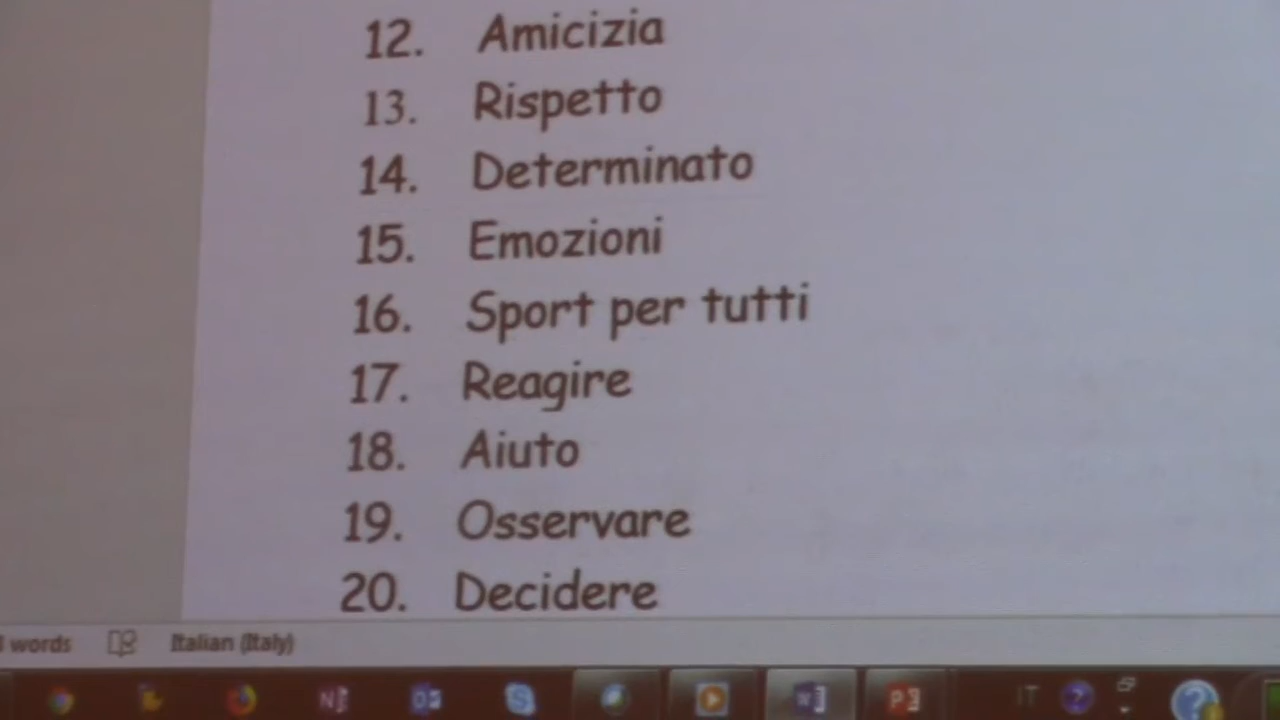 12. Amicizia
13. Rispetto
14. Determinato
15. Emozioni
16. Sport per tutti
17. Reagire
18. Aiuto
19. Osservare
20. Decidere
words Italian (Italy)
IT